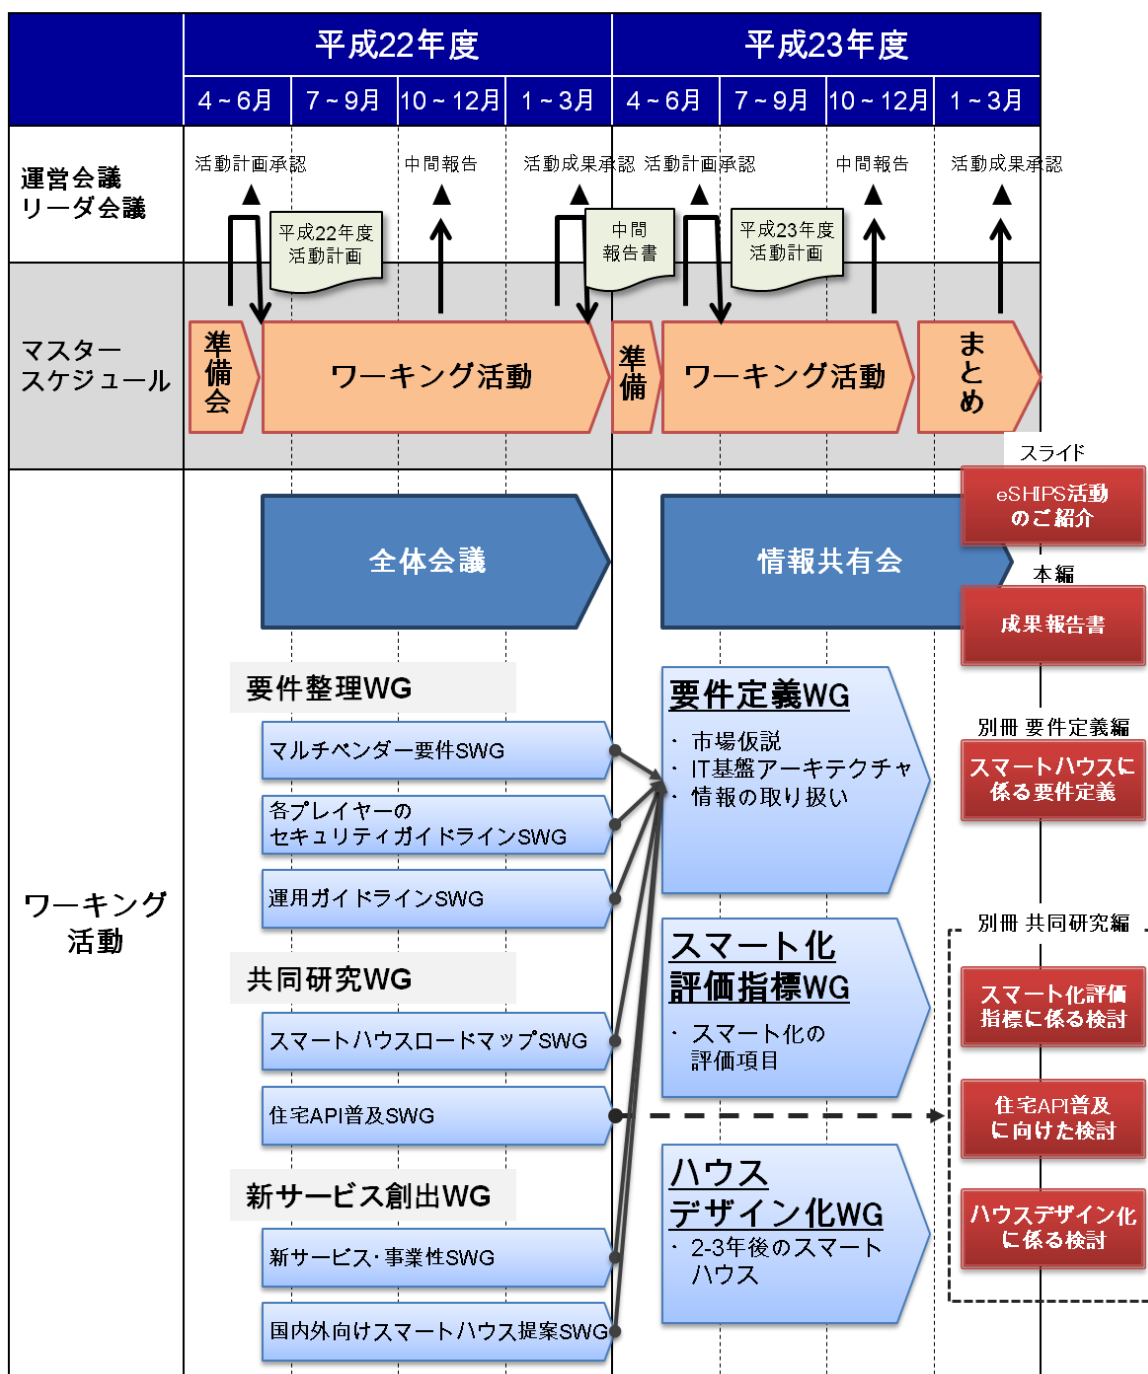 平成22年度
平成23年度
4～6月
7～9月
10～12月
1～3月
4～6月
7～9月
10～12月
1～3月
運営会議
リーダ会議
活動計画承認
中間報告
活動成果承認
活動計画承認
中間報告
活動成果承認
平成22年度
活動計画
中間
報告書
平成23年度
活動計画
マスター
スケジュール
準備会
ワーキング活動
準備
ワーキング活動
まとめ
ワーキング
活動
全体会議
情報共有会
スライド
eSHIPS活動
のご紹介
本編
成果報告書
要件整理WG
マルチベンダー要件SWG
各プレイヤーの
セキュリティガイドラインSWG
運用ガイドラインSWG
共同研究WG
スマートハウスロードマップSWG
住宅API普及SWG
新サービス創出WG
新サービス・事業性SWG
国内外向けスマートハウス提案SWG
要件定義WG
・ 市場仮説
・ IT基盤アーキテクチャ
・ 情報の取り扱い
スマート化
評価指標WG
・ スマート化の
評価項目
ハウス
デザイン化WG
・ 2-3年後のスマート
ハウス
別冊 要件定義編
スマートハウスに
係る要件定義
別冊 共同研究編
スマート化評価
指標に係る検討
住宅API普及
に向けた検討
ハウスデザイン化
に係る検討